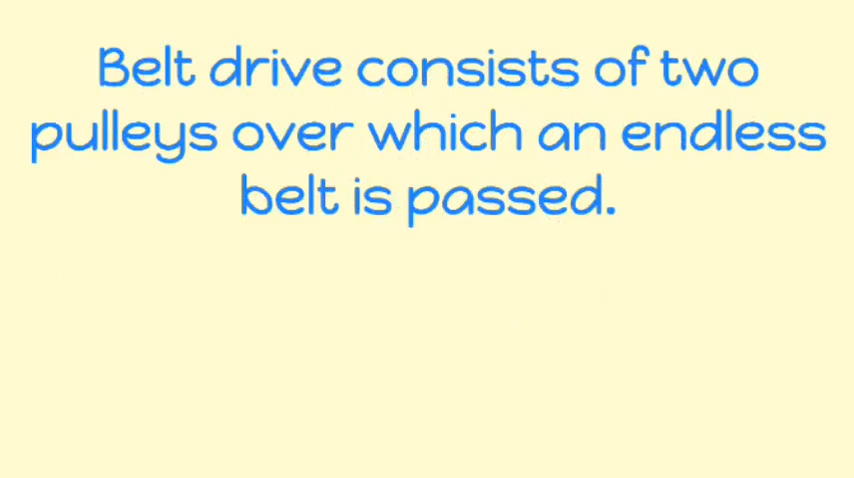 Belt drive consists of two
pulleys over which an endless
belt is passed.